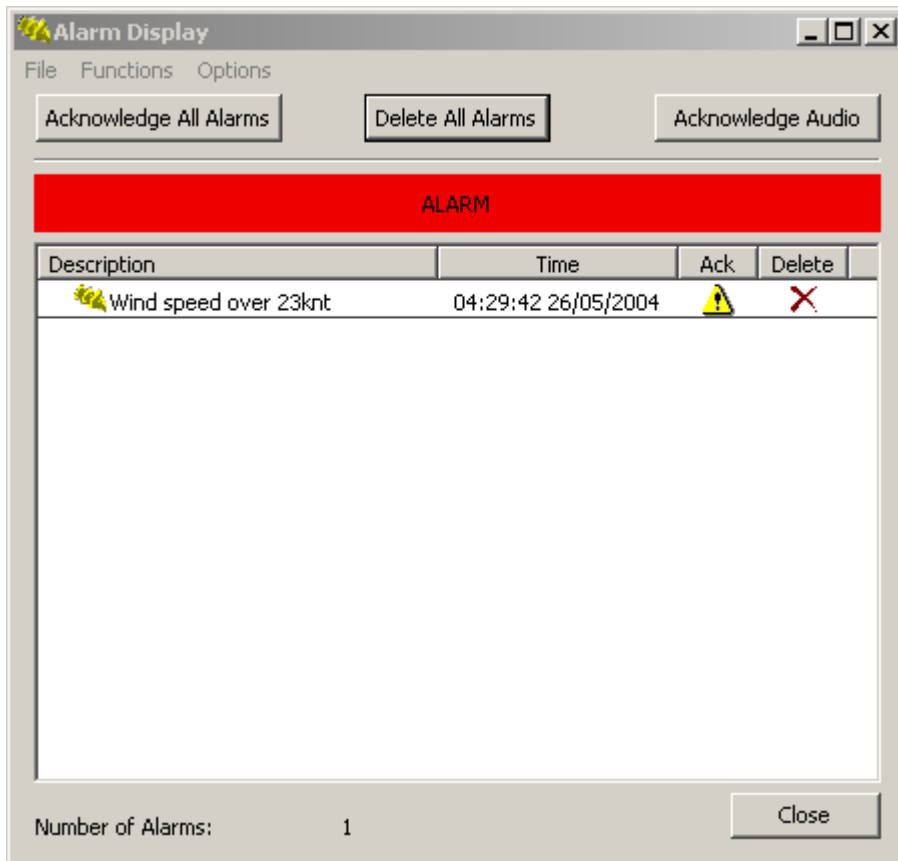 Alarm Display
File Functions Options
Acknowledge All Alarms Delete All Alarms Acknowledge Audio
ALARM
Description Time Ack Delete
Wind speed over 23knt 04:29:42 26/05/2004
Number of Alarms: 1
Close